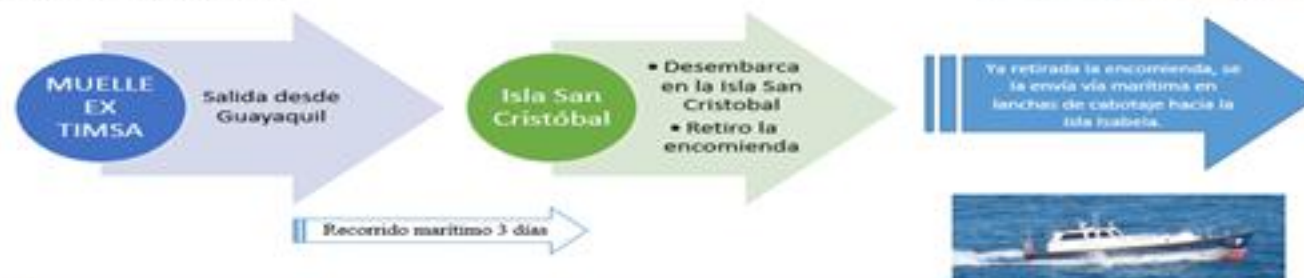 MUELLE
EX
TIMSA
Salida desde
Guayaquil
Isla San
Cristóbal
• Desembarca
en la Isla San
Cristobal
• Retiro la
encomienda
Ya retirada la encomienda, se
la envía vía marítima en
lanchas de cabotaje hacia la
Isla Isabela.
Recorrido marítimo 3 días